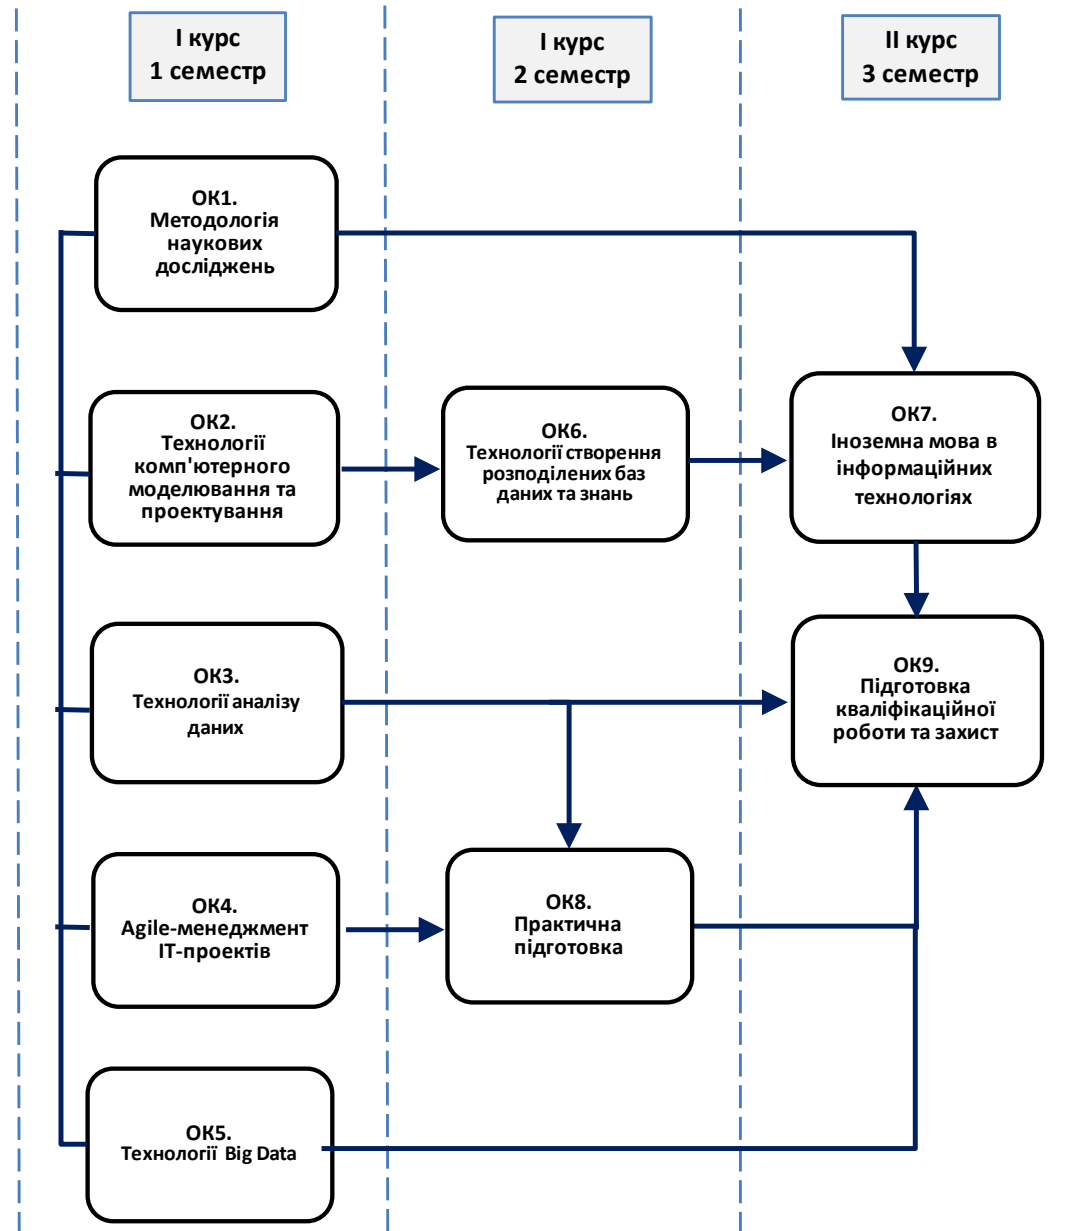 І курс
1 семестр
І курс
2 семестр
ІІ курс
3 семестр
ОК1.
Методологія
наукових
досліджень
ОК2.
Технології
комп'ютерного
моделювання та
проектування
ОК6.
Технології створення
розподілених баз
даних та знань
ОК7.
Іноземна мова в
інформаційних
технологіях
ОК3.
Технології аналізу
даних
ОК9.
Підготовка
кваліфікаційної
роботи та захист
ОК4.
Agile-менеджмент
ІТ-проектів
ОК8.
Практична
підготовка
ОК5.
Технології Big Data